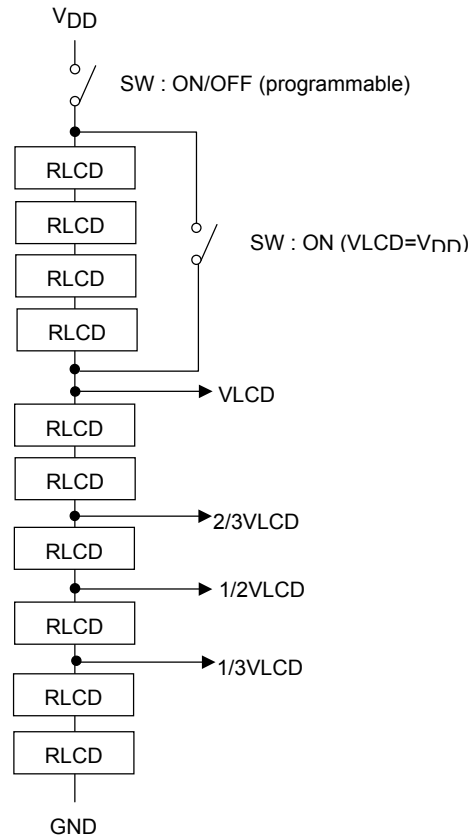 VDD
SW : ON/OFF (programmable)
RLCD
RLCD
RLCD
SW : ON (VLCD=VDD)
RLCD
VLCD
RLCD
RLCD
2/3VLCD
RLCD
1/2VLCD
RLCD
1/3VLCD
RLCD
RLCD
GND